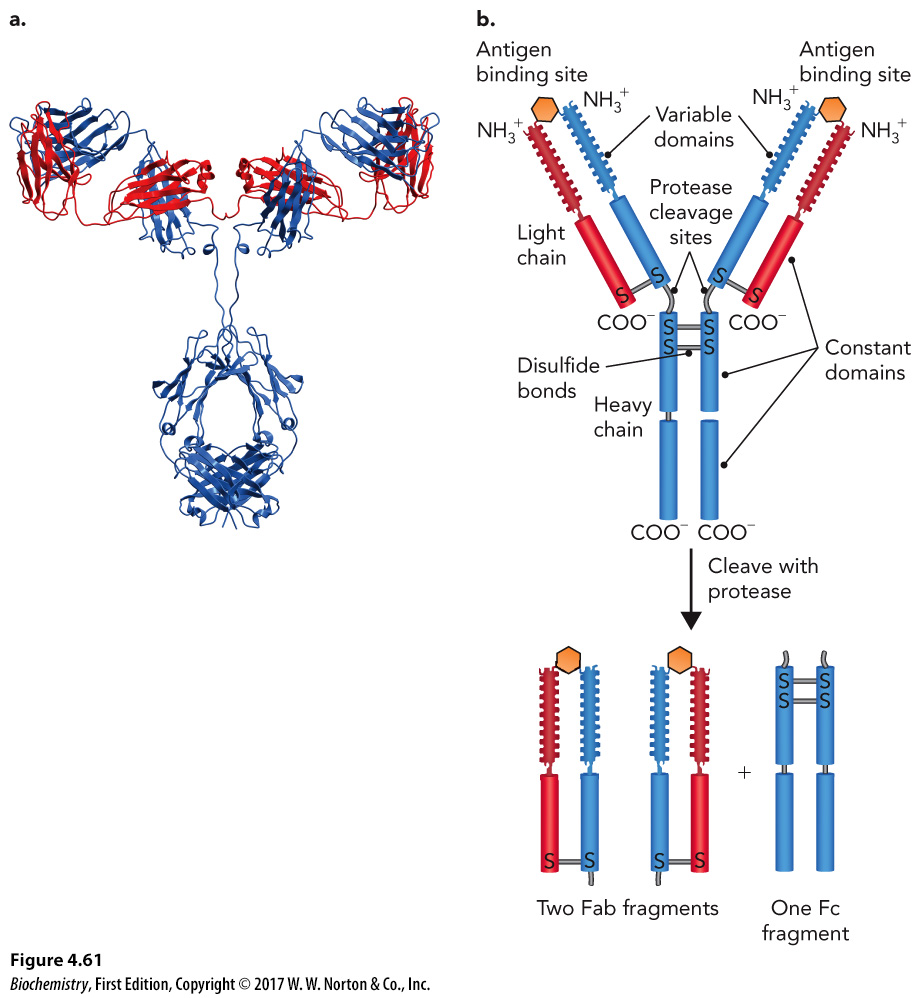 a.
b.
Antigen
binding site
Antigen
binding site
NH3+
NH3+
NH3+
NH3+
Variable
domains
Protease
cleavage
sites
Light
chain
S
S
S
S
COO−
COO−
S
S
S
S
Disulfide
bonds
Constant
domains
Heavy
chain
COO−
COO−
Cleave with
protease
S
S
S
S
+
S
S
S
S
Two Fab fragments
One Fc
fragment
Figure 4.61
Biochemistry, First Edition, Copyright © 2017 W. W. Norton & Co., Inc.